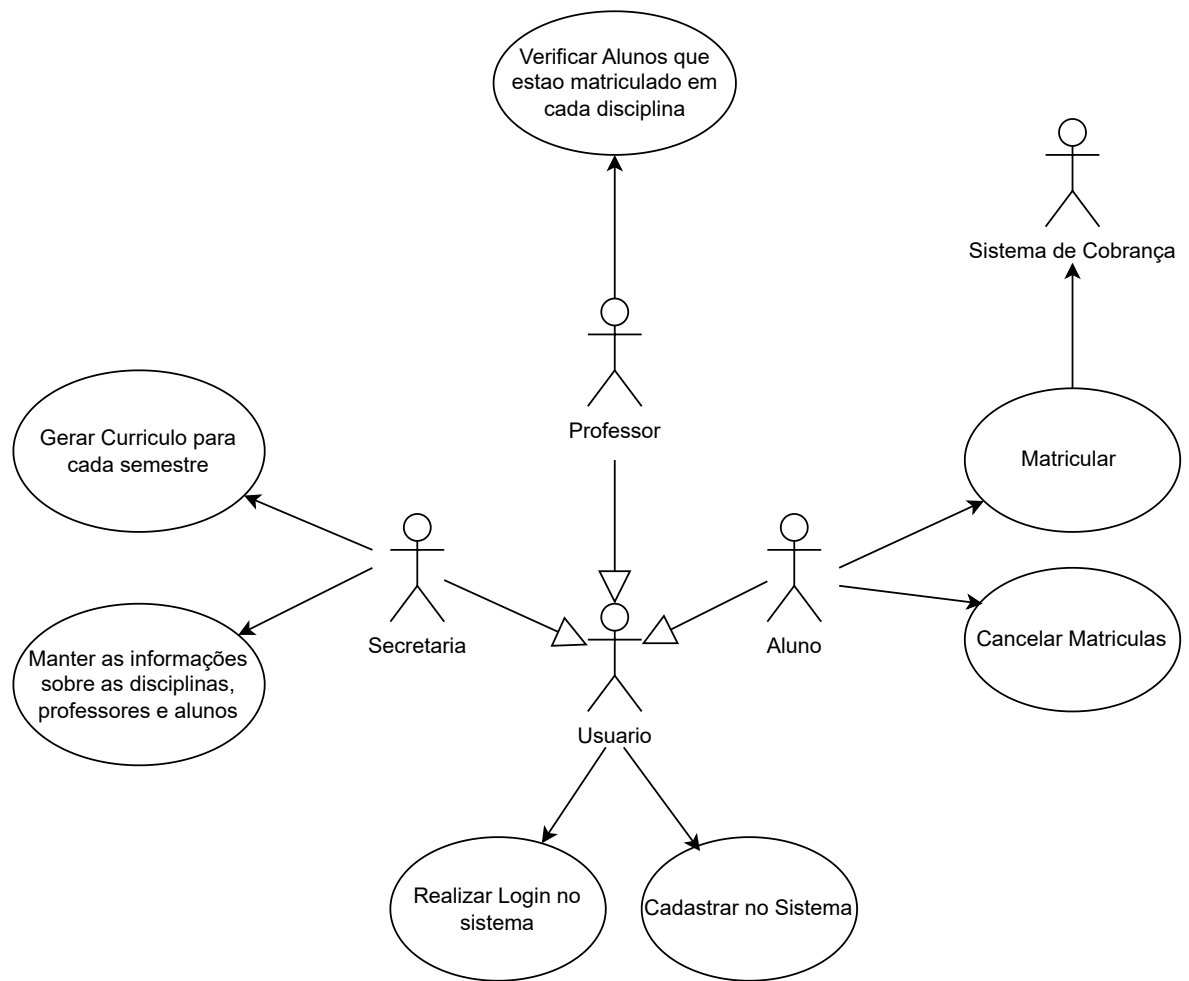 Verificar Alunos que
estao matriculado em
cada disciplina
Sistema de Cobrança
Professor
Gerar Curriculo para
cada semestre
Matricular
Secretaria
Aluno
Cancelar Matriculas
Manter as informações
sobre as disciplinas,
professores e alunos
Usuario
Realizar Login no
sistema
Cadastrar no Sistema